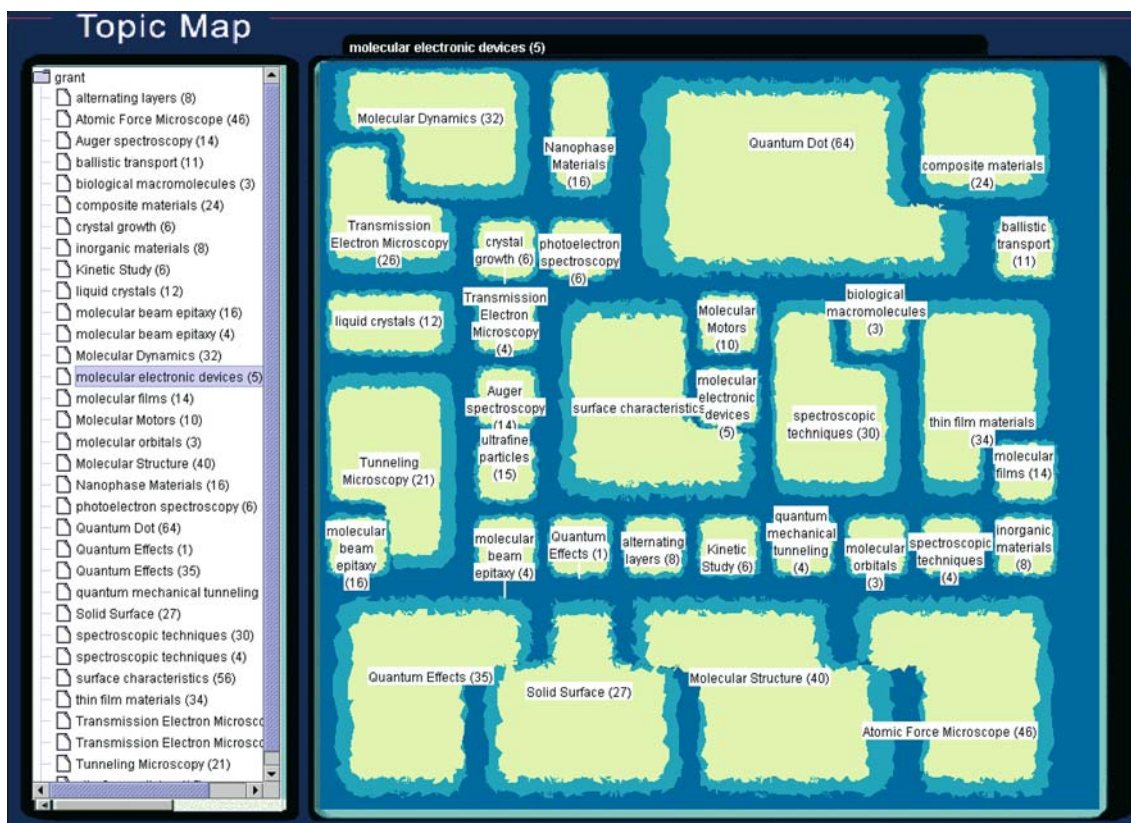 Topic Map
molecular electronic devices (5)
grant
alternating layers (8)
Atomic Force Microscope (46)
Auger spectroscopy (14)
ballistic transport (11)
biological macromolecules (3)
composite materials (24)
crystal growth (6)
inorganic materials (8)
Kinetic Study (6)
liquid crystals (12)
molecular beam epitaxy (16)
molecular beam epitaxy (4)
Molecular Dynamics (32)
molecular electronic devices (5)
molecular films (14)
Molecular Motors (10)
molecular orbitals (3)
Molecular Structure (40)
Nanophase Materials (16)
photoelectron spectroscopy (6)
Quantum Dot (64)
Quantum Effects (1)
Quantum Effects (35)
quantum mechanical tunneling
Solid Surface (27)
spectroscopic techniques (30)
spectroscopic techniques (4)
surface characteristics (56)
thin film materials (34)
Transmission Electron Microsc
Transmission Electron Microsc
Tunneling Microscopy (21)
Molecular Dynamics (32)
Nanophase
Materials
(16)
Quantum Dot (64)
composite materials
(24)
Transmission
Electron Microscopy
(26)
crystal
growth (6)
photoelectron
spectroscopy
(6)
ballistic
transport
(11)
liquid crystals (12)
Transmission
Electron
Microscopy
(4)
Molecular
Motors
(10)
biological
macromolecules
(3)
Auger
spectroscopy
(14)
surface characteristics
molecular
electronic
devices
(5)
spectroscopic
techniques (30)
thin film materials
(34)
ultrafine
particles
(15)
Tunneling
Microscopy (21)
molecular
films (14)
molecular
beam
epitaxy
(16)
molecular
beam
epitaxy (4)
Quantum
Effects (1)
alternating
layers (8)
Kinetic
Study (6)
quantum
mechanical
tunneling
(4)
molecular
orbitals
(3)
spectroscopic
techniques
(4)
inorganic
materials
(8)
Quantum Effects (35)
Solid Surface (27)
Molecular Structure (40)
Atomic Force Microscope (46)